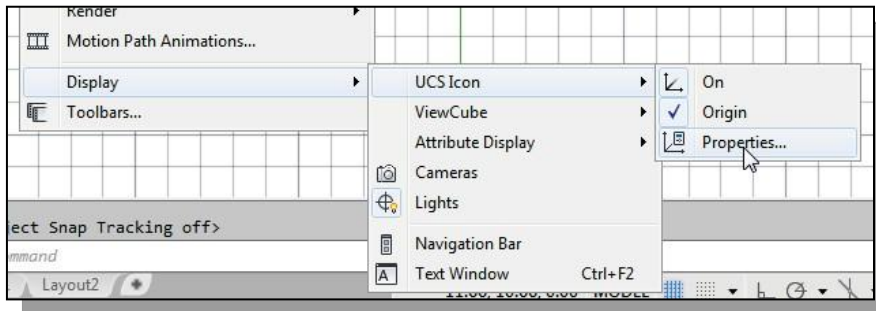 Render
Motion Path Animations...
Display
Toolbars...
UCS Icon
ViewCube
Attribute Display
Cameras
Lights
Navigation Bar
Text Window Ctrl+F2
On
Origin
Properties...
ect Snap Tracking off>
mmand
Layout2
MODEL